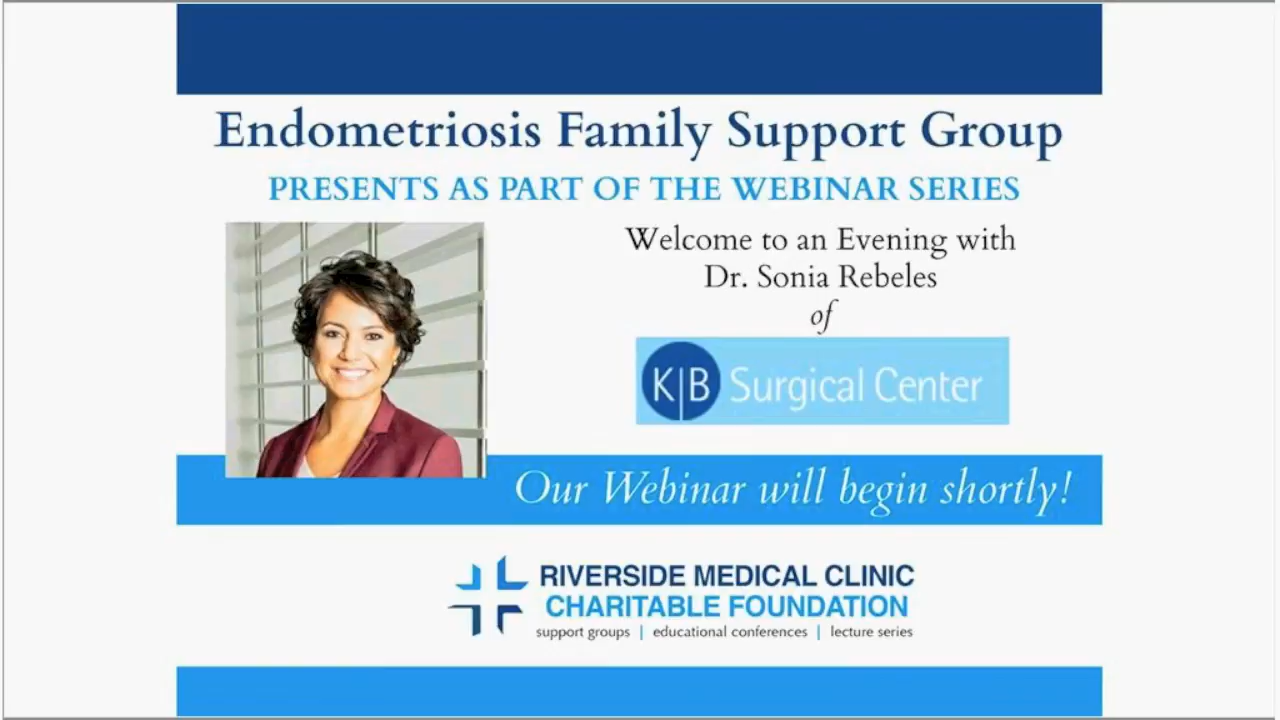 Endometriosis Family Support Group
PRESENTS AS PART OF THE WEBINAR SERIES
Welcome to an Evening with
Dr. Sonia Rebeles
of
K|B Surgical Center
Our Webinar will begin shortly!
RIVERSIDE MEDICAL CLINIC
CHARITABLE FOUNDATION
support groups | educational conferences | lecture series